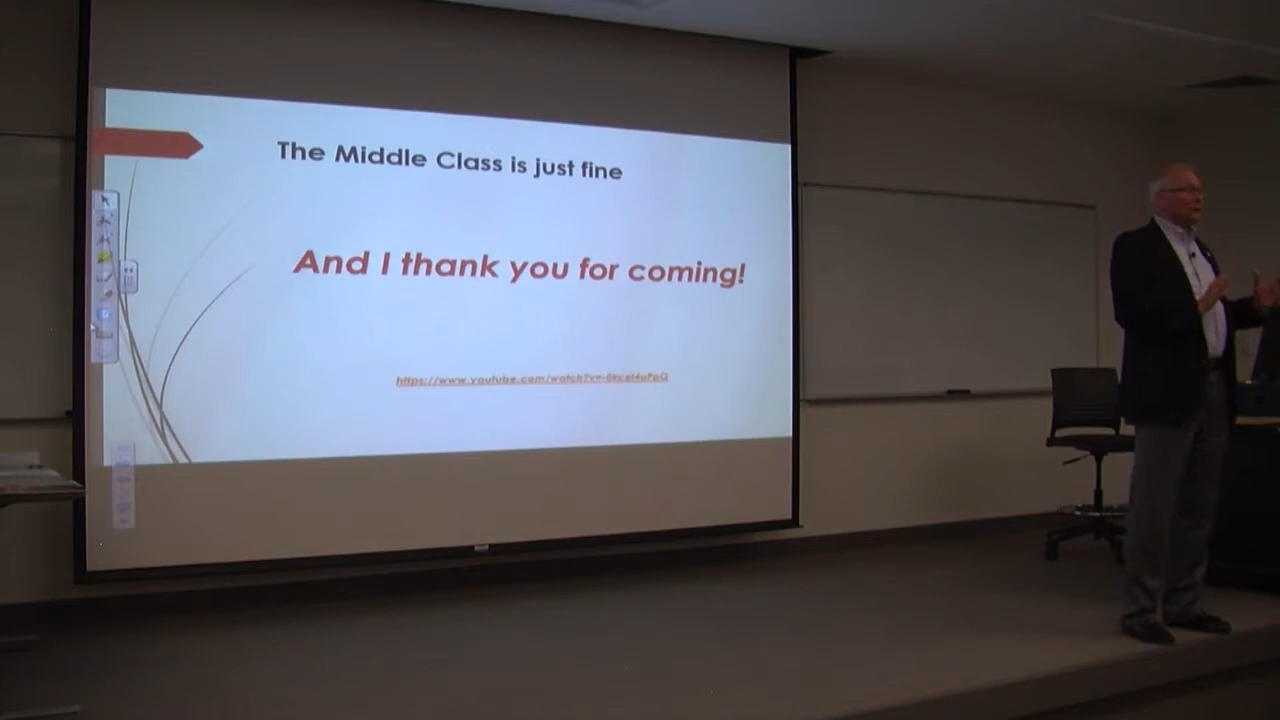 The Middle Class is just fine
And I thank you for coming!